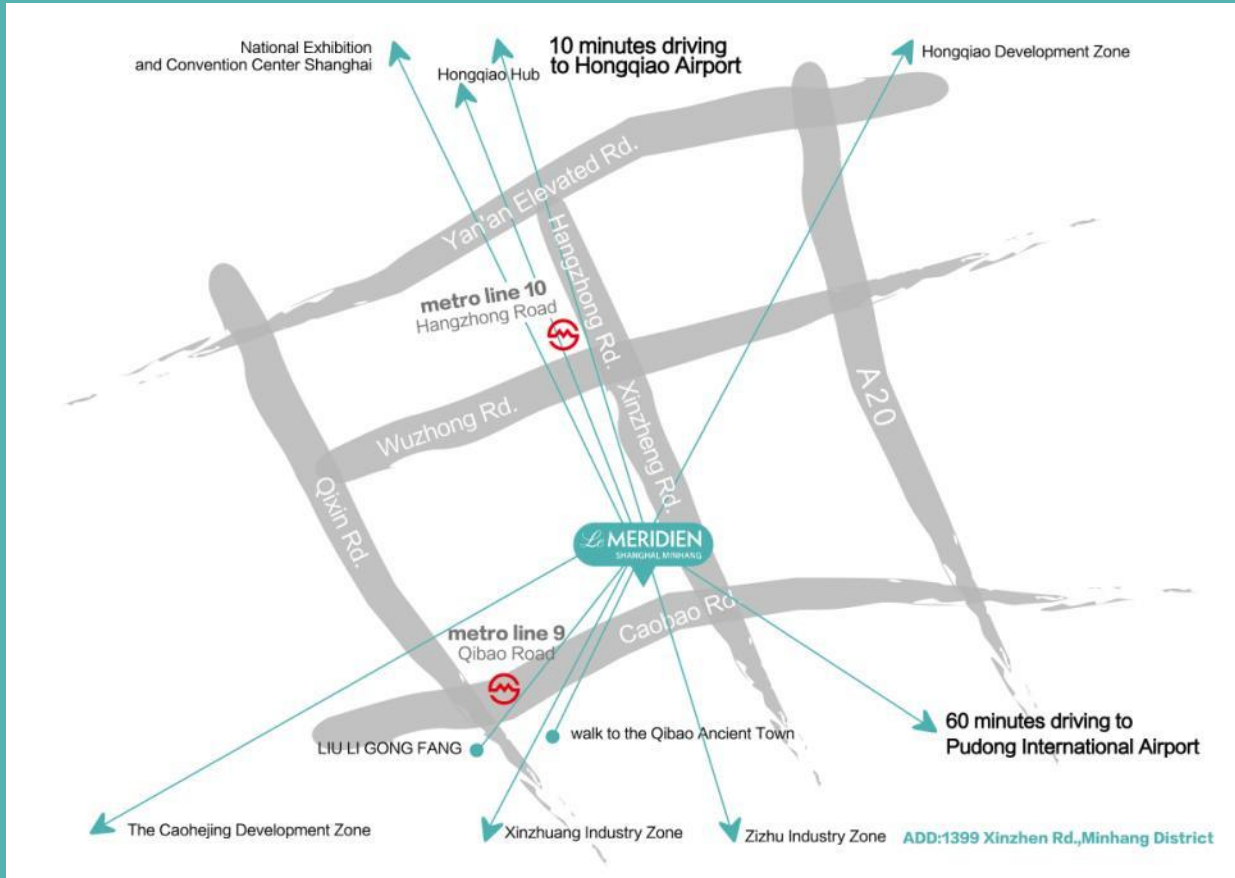 National Exhibition
and Convention Center Shanghai
Hongqiao Hub
10 minutes driving
to Hongqiao Airport
Hongqiao Development Zone
Yan'an Elevated Rd.
Hangzhong Rd.
metro line 10
Hangzhong Road
Wuzhong Rd.
Xinzheng Rd.
A20
Qixin Rd.
Le MERIDIEN
SHANGHAI, MINHANG
Caobao Rd
metro line 9
Qibao Road
LIU LI GONG FANG
walk to the Qibao Ancient Town
60 minutes driving to
Pudong International Airport
The Caohejing Development Zone
Xinzhuang Industry Zone
Zizhu Industry Zone
ADD:1399 Xinzhen Rd.,Minhang District